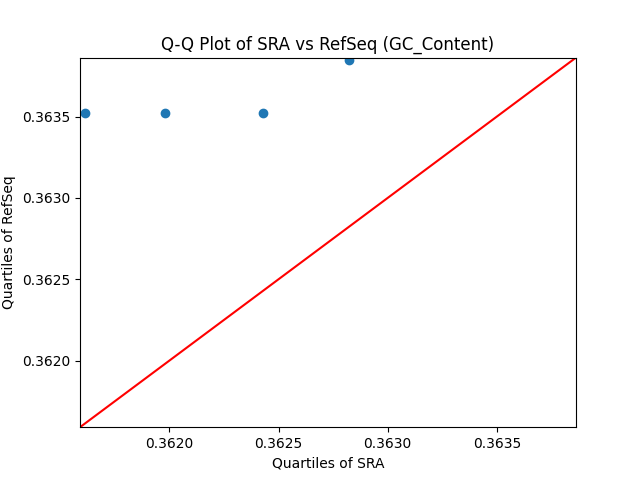 Q-Q Plot of SRA vs RefSeq (GC_Content)
Quartiles of RefSeq
0.3635
0.3630
0.3625
0.3620
0.3620 0.3625 0.3630 0.3635
Quartiles of SRA